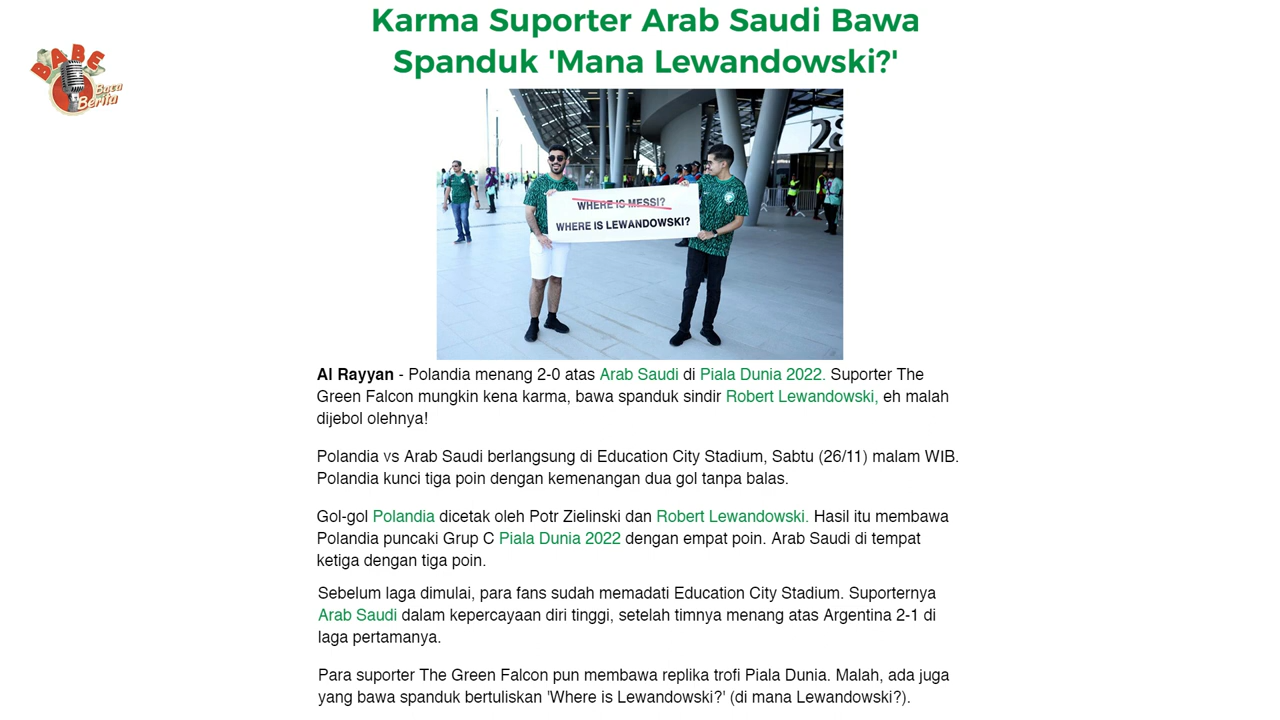 Karma Suporter Arab Saudi Bawa
Spanduk 'Mana Lewandowski?'
BABE
Baca
Berita
28
WHERE IS MESSI?
WHERE IS LEWANDOWSKI?
Al Rayyan - Polandia menang 2-0 atas Arab Saudi di Piala Dunia 2022. Suporter The
Green Falcon mungkin kena karma, bawa spanduk sindir Robert Lewandowski, eh malah
dijebol olehnya!
Polandia vs Arab Saudi berlangsung di Education City Stadium, Sabtu (26/11) malam WIB.
Polandia kunci tiga poin dengan kemenangan dua gol tanpa balas.
Gol-gol Polandia dicetak oleh Potr Zielinski dan Robert Lewandowski. Hasil itu membawa
Polandia puncaki Grup C Piala Dunia 2022 dengan empat poin. Arab Saudi di tempat
ketiga dengan tiga poin.
Sebelum laga dimulai, para fans sudah memadati Education City Stadium. Suporternya
Arab Saudi dalam kepercayaan diri tinggi, setelah timnya menang atas Argentina 2-1 di
laga pertamanya.
Para suporter The Green Falcon pun membawa replika trofi Piala Dunia. Malah, ada juga
yang bawa spanduk bertuliskan 'Where is Lewandowski?' (di mana Lewandowski?).